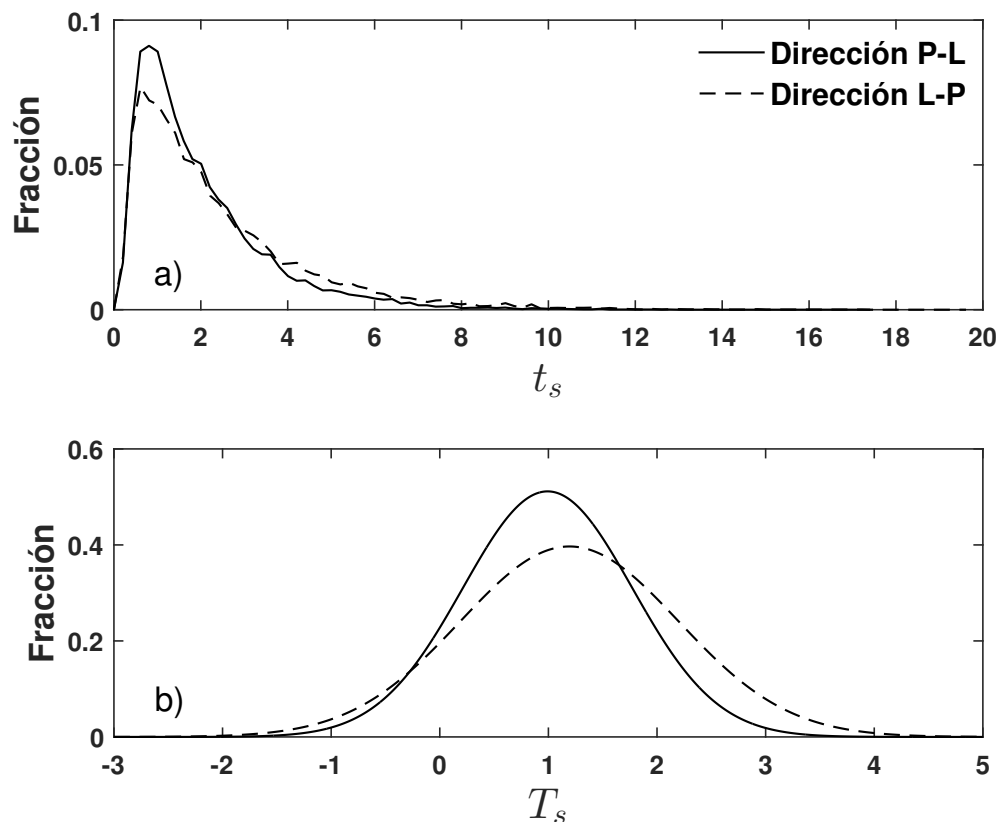 0.1
Dirección P-L
Dirección L-P
Fracción
0.05
a)
0
0 2 4 6 8 10 12 14 16 18 20
t_s
0.6
Fracción
0.4
0.2
b)
0
-3 -2 -1 0 1 2 3 4 5
T_s